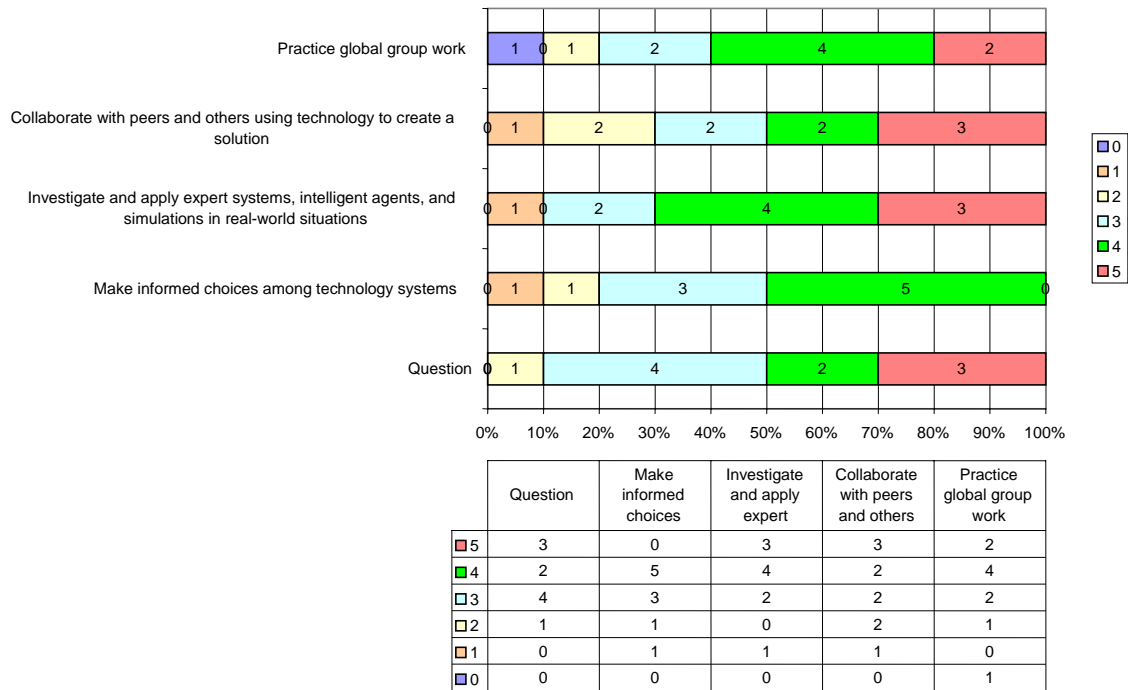 Practice global group work
1 0 1 2 4 2
Collaborate with peers and others using technology to create a
solution
0 1 2 2 2 3
Investigate and apply expert systems, intelligent agents, and
simulations in real-world situations
0 1 0 2 4 3
Make informed choices among technology systems
0 1 1 3 5 0
Question
0 0 1 4 2 3
0% 10% 20% 30% 40% 50% 60% 70% 80% 90% 100%
0
1
2
3
4
5
Question Make informed choices Investigate and apply expert Collaborate with peers and others Practice global group work
5 3 0 3 3 2
4 2 5 4 2 4
3 4 3 2 2 2
2 1 1 0 2 1
1 0 1 1 1 0
0 0 0 0 0 1